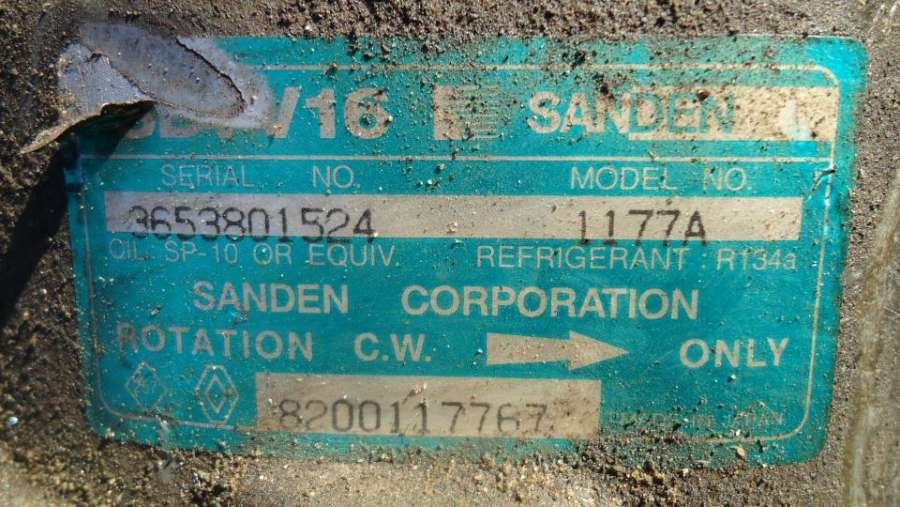 V16 SANDEN
SERIAL NO. MODEL NO.
3653801524 1177A
OIL: SP-10 OR EQUIV. REFRIGERANT : R134a
SANDEN CORPORATION
ROTATION C.W. ONLY
8200117767